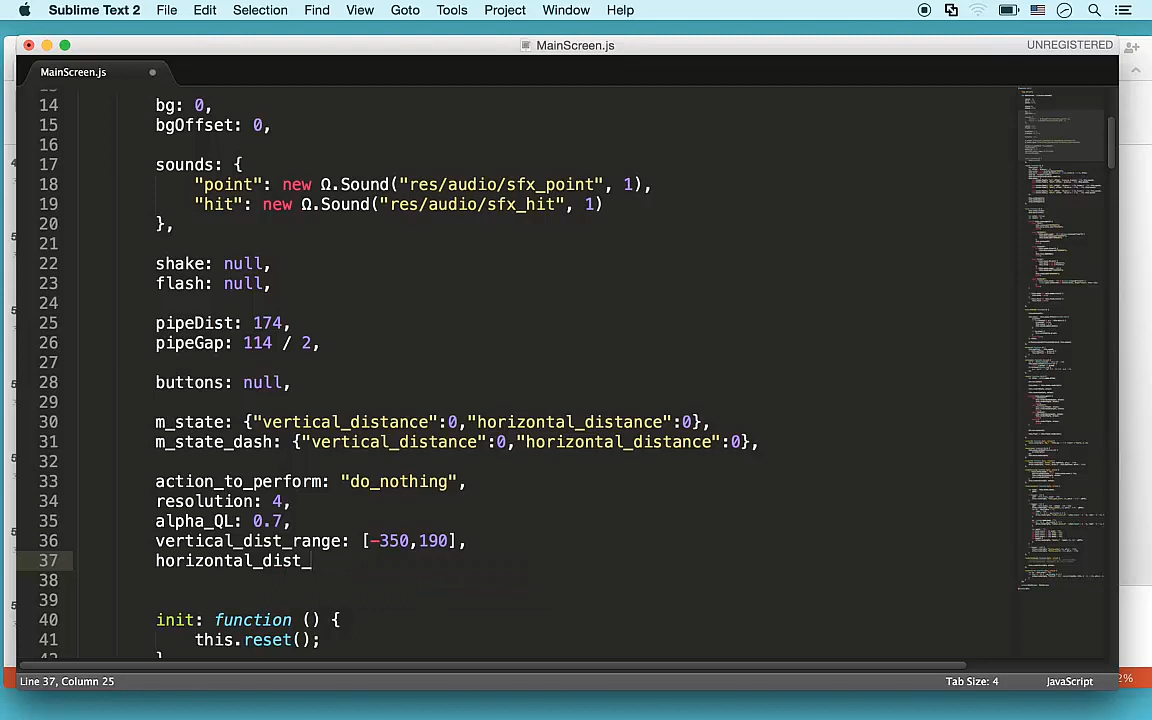 Sublime Text 2 File Edit Selection Find View Goto Tools Project Window Help
MainScreen.js
UNREGISTERED
MainScreen.js
14 bg: 0,
15 bgOffset: 0,
16
17 sounds: {
18 "point": new Ω.Sound("res/audio/sfx_point", 1),
19 "hit": new Ω.Sound("res/audio/sfx_hit", 1)
20 },
21
22 shake: null,
23 flash: null,
24
25 pipeDist: 174,
26 pipeGap: 114 / 2,
27
28 buttons: null,
29
30 m_state: {"vertical_distance":0,"horizontal_distance":0},
31 m_state_dash: {"vertical_distance":0,"horizontal_distance":0},
32
33 action_to_perform: "do_nothing",
34 resolution: 4,
35 alpha_QL: 0.7,
36 vertical_dist_range: [-350,190],
37 horizontal_dist_
38
39
40 init: function () {
41 this.reset();
Line 37, Column 25
Tab Size: 4
JavaScript
2%